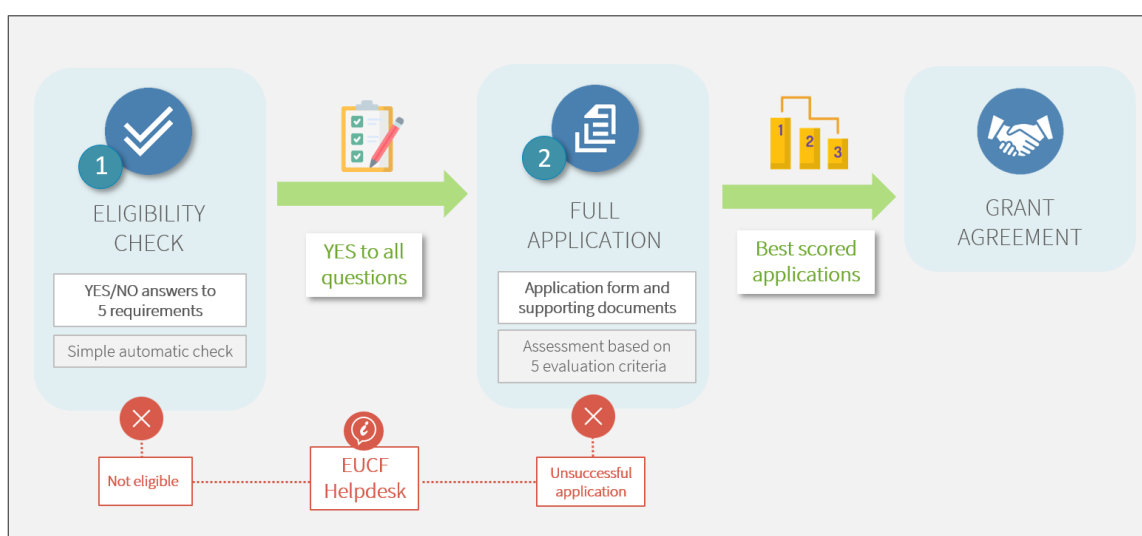 1
ELIGIBILITY
CHECK
YES/NO answers to
5 requirements
Simple automatic check
YES to all
questions
2
FULL
APPLICATION
Application form and
supporting documents
Assessment based on
5 evaluation criteria
1
2
3
Best scored
applications
GRANT
AGREEMENT
Not eligible
i
EUCF
Helpdesk
Unsuccessful
application